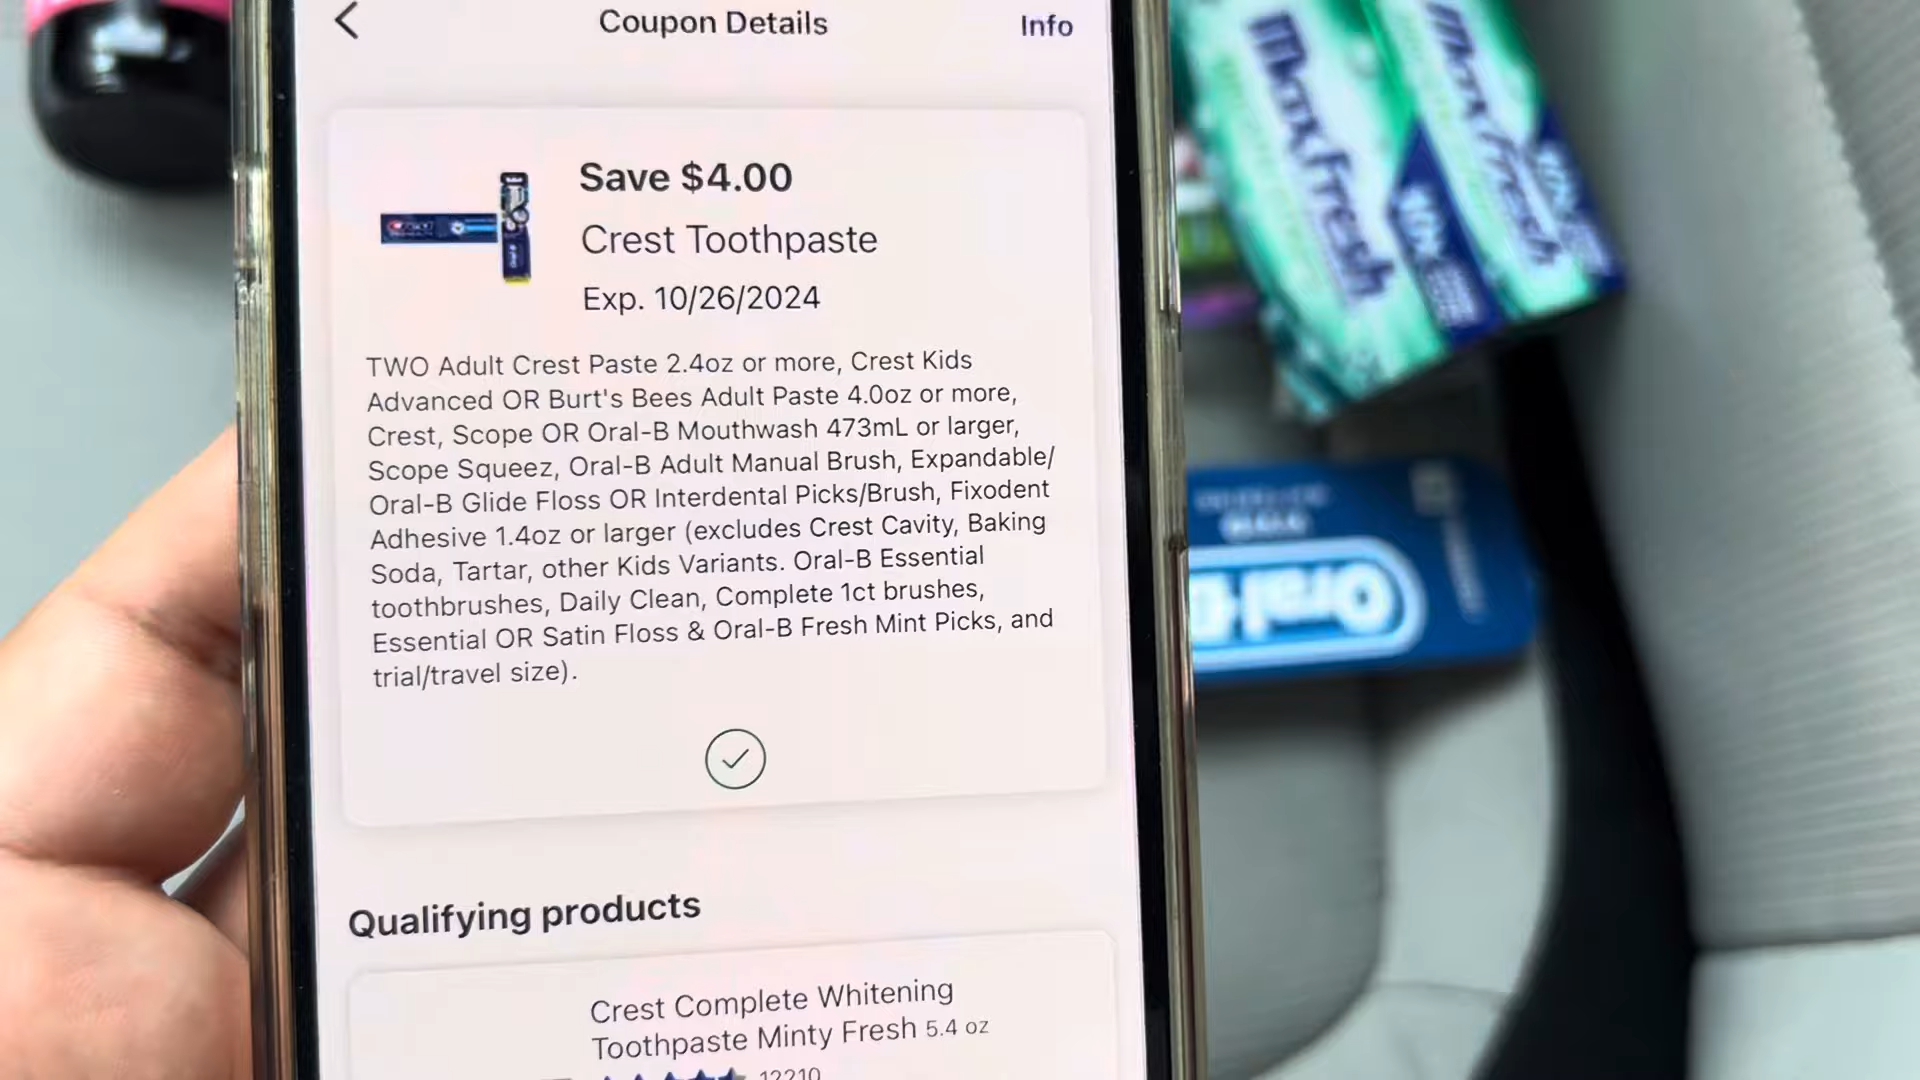 Coupon Details
Info
Save $4.00
Crest Toothpaste
Exp. 10/26/2024
TWO Adult Crest Paste 2.4oz or more, Crest Kids
Advanced OR Burt's Bees Adult Paste 4.0oz or more,
Crest, Scope OR Oral-B Mouthwash 473mL or larger,
Scope Squeez, Oral-B Adult Manual Brush, Expandable/
Oral-B Glide Floss OR Interdental Picks/Brush, Fixodent
Adhesive 1.4oz or larger (excludes Crest Cavity, Baking
Soda, Tartar, other Kids Variants. Oral-B Essential
toothbrushes, Daily Clean, Complete 1ct brushes,
Essential OR Satin Floss & Oral-B Fresh Mint Picks, and
trial/travel size).
Qualifying products
Crest Complete Whitening
Toothpaste Minty Fresh 5.4 oz
12210
Maxfresh
Maxfresh
Oral-B